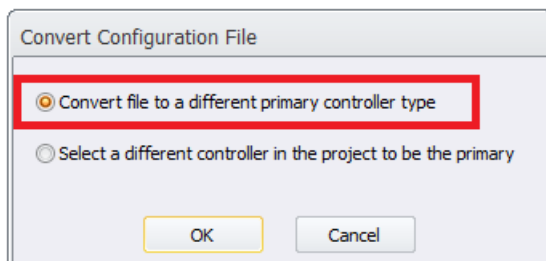 Convert Configuration File
Convert file to a different primary controller type
Select a different controller in the project to be the primary
OK Cancel